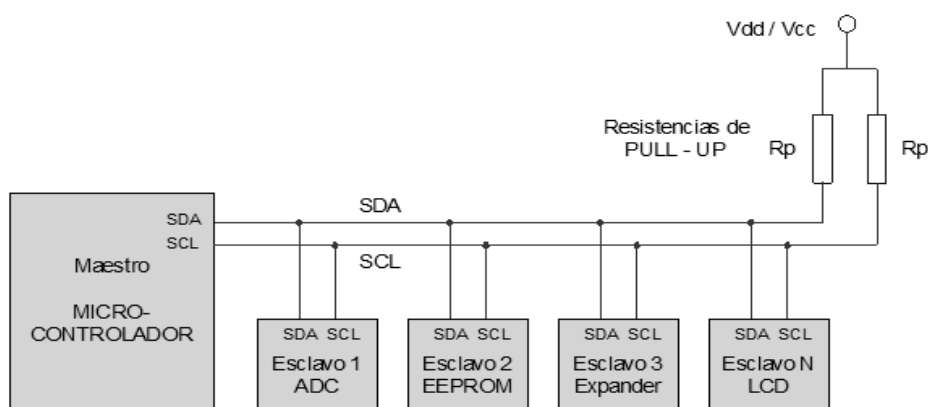 Vdd / Vcc
Resistencias de
PULL - UP
Rp
Rp
SDA
SCL
SDA
SCL
Maestro
MICRO-
CONTROLADOR
SDA SCL
Esclavo 1
ADC
SDA SCL
Esclavo 2
EEPROM
SDA SCL
Esclavo 3
Expander
SDA SCL
Esclavo N
LCD